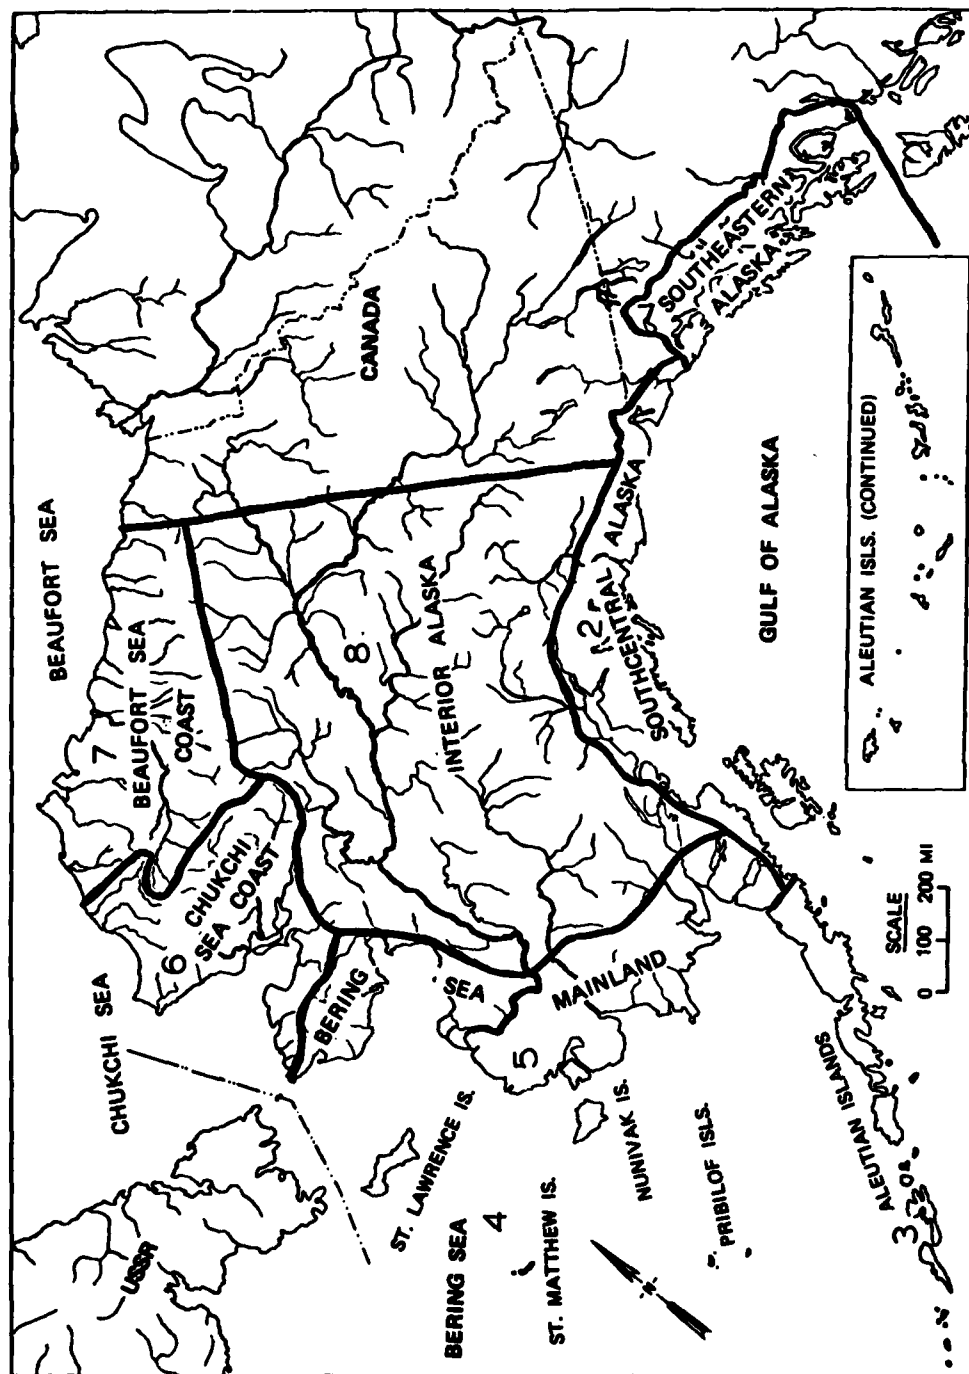 BEAUFORT SEA
7
BEAUFORT SEA
COAST
CHUKCHI SEA
6
CHUKCHI
SEA COAST
USSR
CANADA
8
INTERIOR ALASKA
BERING
SEA
MAINLAND
5
ST. LAWRENCE IS.
BERING SEA
4
ST. MATTHEW IS.
NUNIVAK IS.
PRIBILOF ISLS.
N
ALEUTIAN ISLANDS
3
SCALE
0 100 200 MI
2
SOUTHCENTRAL ALASKA
SOUTHEASTERN
ALASKA
GULF OF ALASKA
ALEUTIAN ISLS. (CONTINUED)